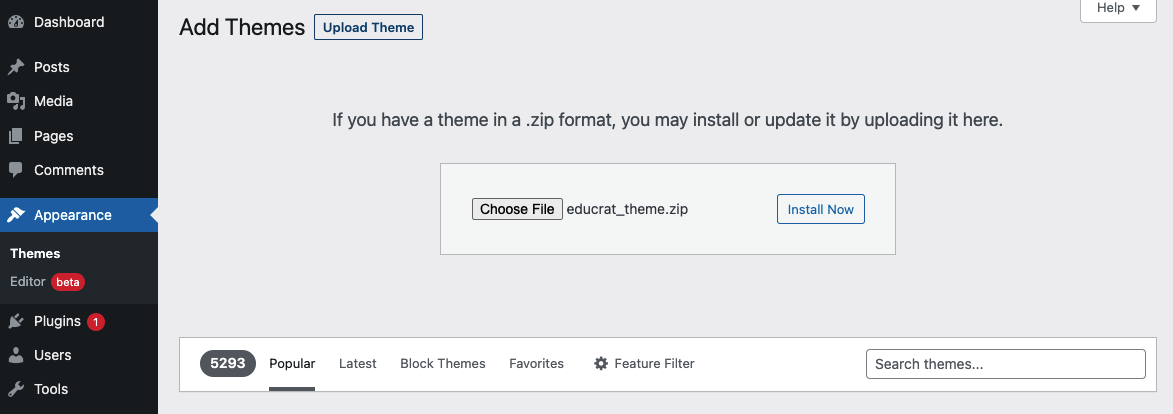 Dashboard
Posts
Media
Pages
Comments
Appearance
Themes
Editor beta
Plugins 1
Users
Tools
Help
Add Themes Upload Theme
If you have a theme in a .zip format, you may install or update it by uploading it here.
Choose File educrat_theme.zip Install Now
5293 Popular Latest Block Themes Favorites Feature Filter Search themes...